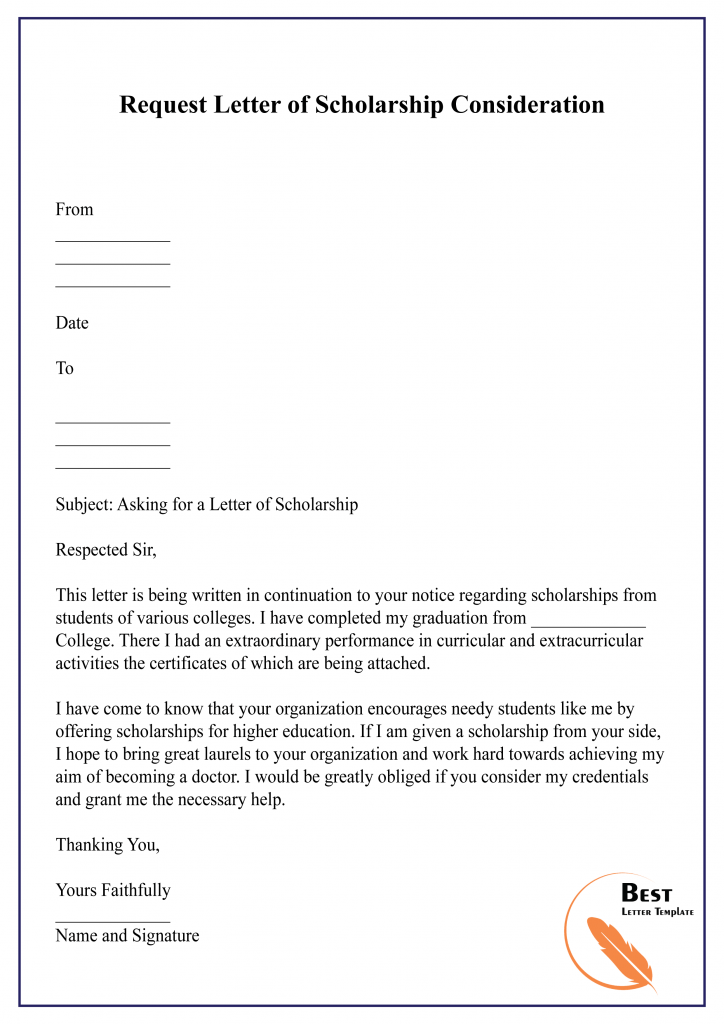 Request Letter of Scholarship Consideration
From
_____________
_____________
_____________
Date
To
_____________
_____________
_____________
Subject: Asking for a Letter of Scholarship
Respected Sir,
This letter is being written in continuation to your notice regarding scholarships from
students of various colleges. I have completed my graduation from _____________
College. There I had an extraordinary performance in curricular and extracurricular
activities the certificates of which are being attached.
I have come to know that your organization encourages needy students like me by
offering scholarships for higher education. If I am given a scholarship from your side,
I hope to bring great laurels to your organization and work hard towards achieving my
aim of becoming a doctor. I would be greatly obliged if you consider my credentials
and grant me the necessary help.
Thanking You,
Yours Faithfully
_____________
Name and Signature
Best
Letter Template